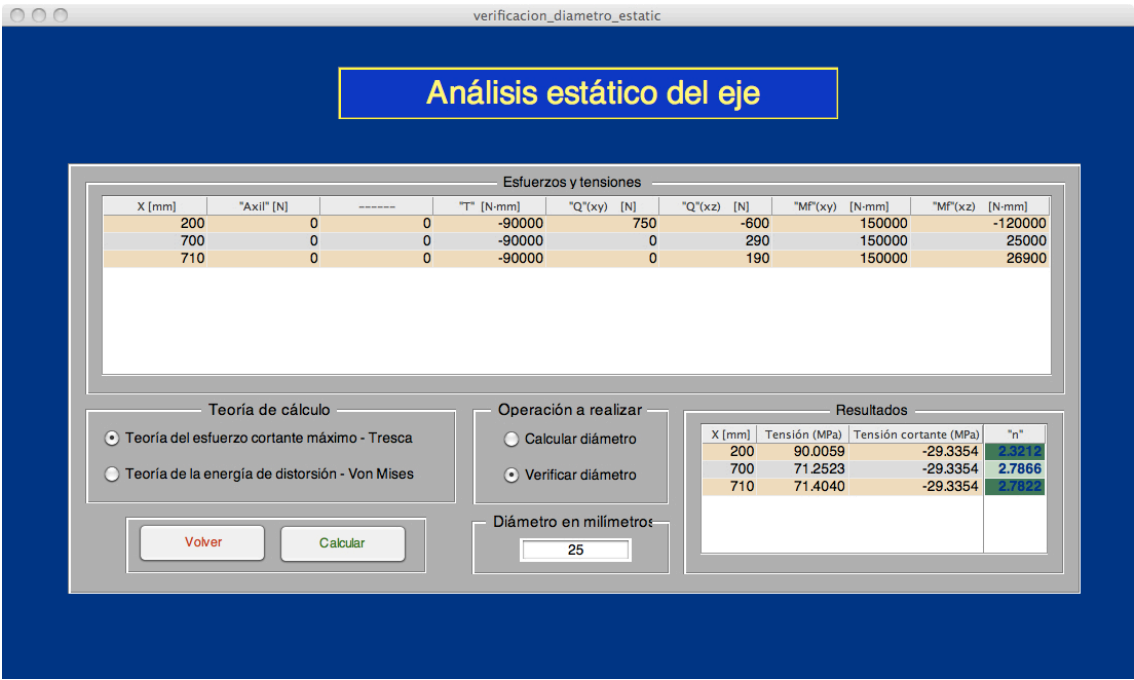 verificacion_diametro_estatic
Análisis estático del eje
Esfuerzos y tensiones
X [mm] "Axil" [N] ------ "T" [N·mm] "Q"(xy) [N] "Q"(xz) [N] "Mf"(xy) [N·mm] "Mf"(xz) [N·mm]
200 0 0 -90000 750 -600 150000 -120000
700 0 0 -90000 0 290 150000 25000
710 0 0 -90000 0 190 150000 26900
Teoría de cálculo
Teoría del esfuerzo cortante máximo - Tresca
Teoría de la energía de distorsión - Von Mises
Volver Calcular
Operación a realizar
Calcular diámetro
Verificar diámetro
Diámetro en milímetros
25
Resultados
X [mm] Tensión (MPa) Tensión cortante (MPa) "n"
200 90.0059 -29.3354 2.3212
700 71.2523 -29.3354 2.7866
710 71.4040 -29.3354 2.7822